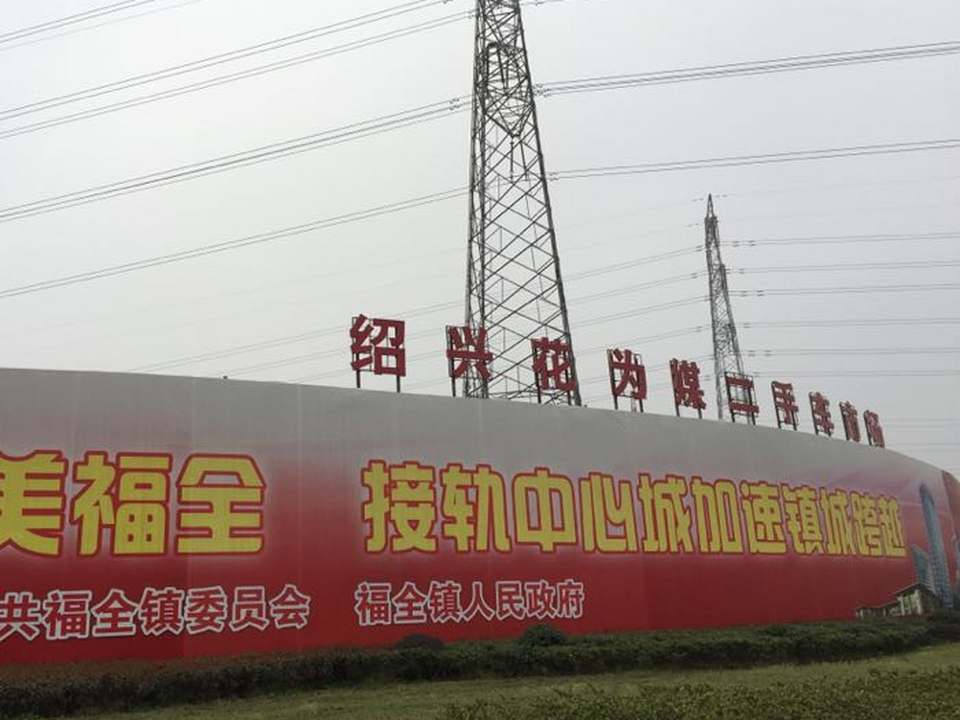 绍兴花为媒二手车市场
美福全 接轨中心城加速镇城跨越
共福全镇委员会 福全镇人民政府